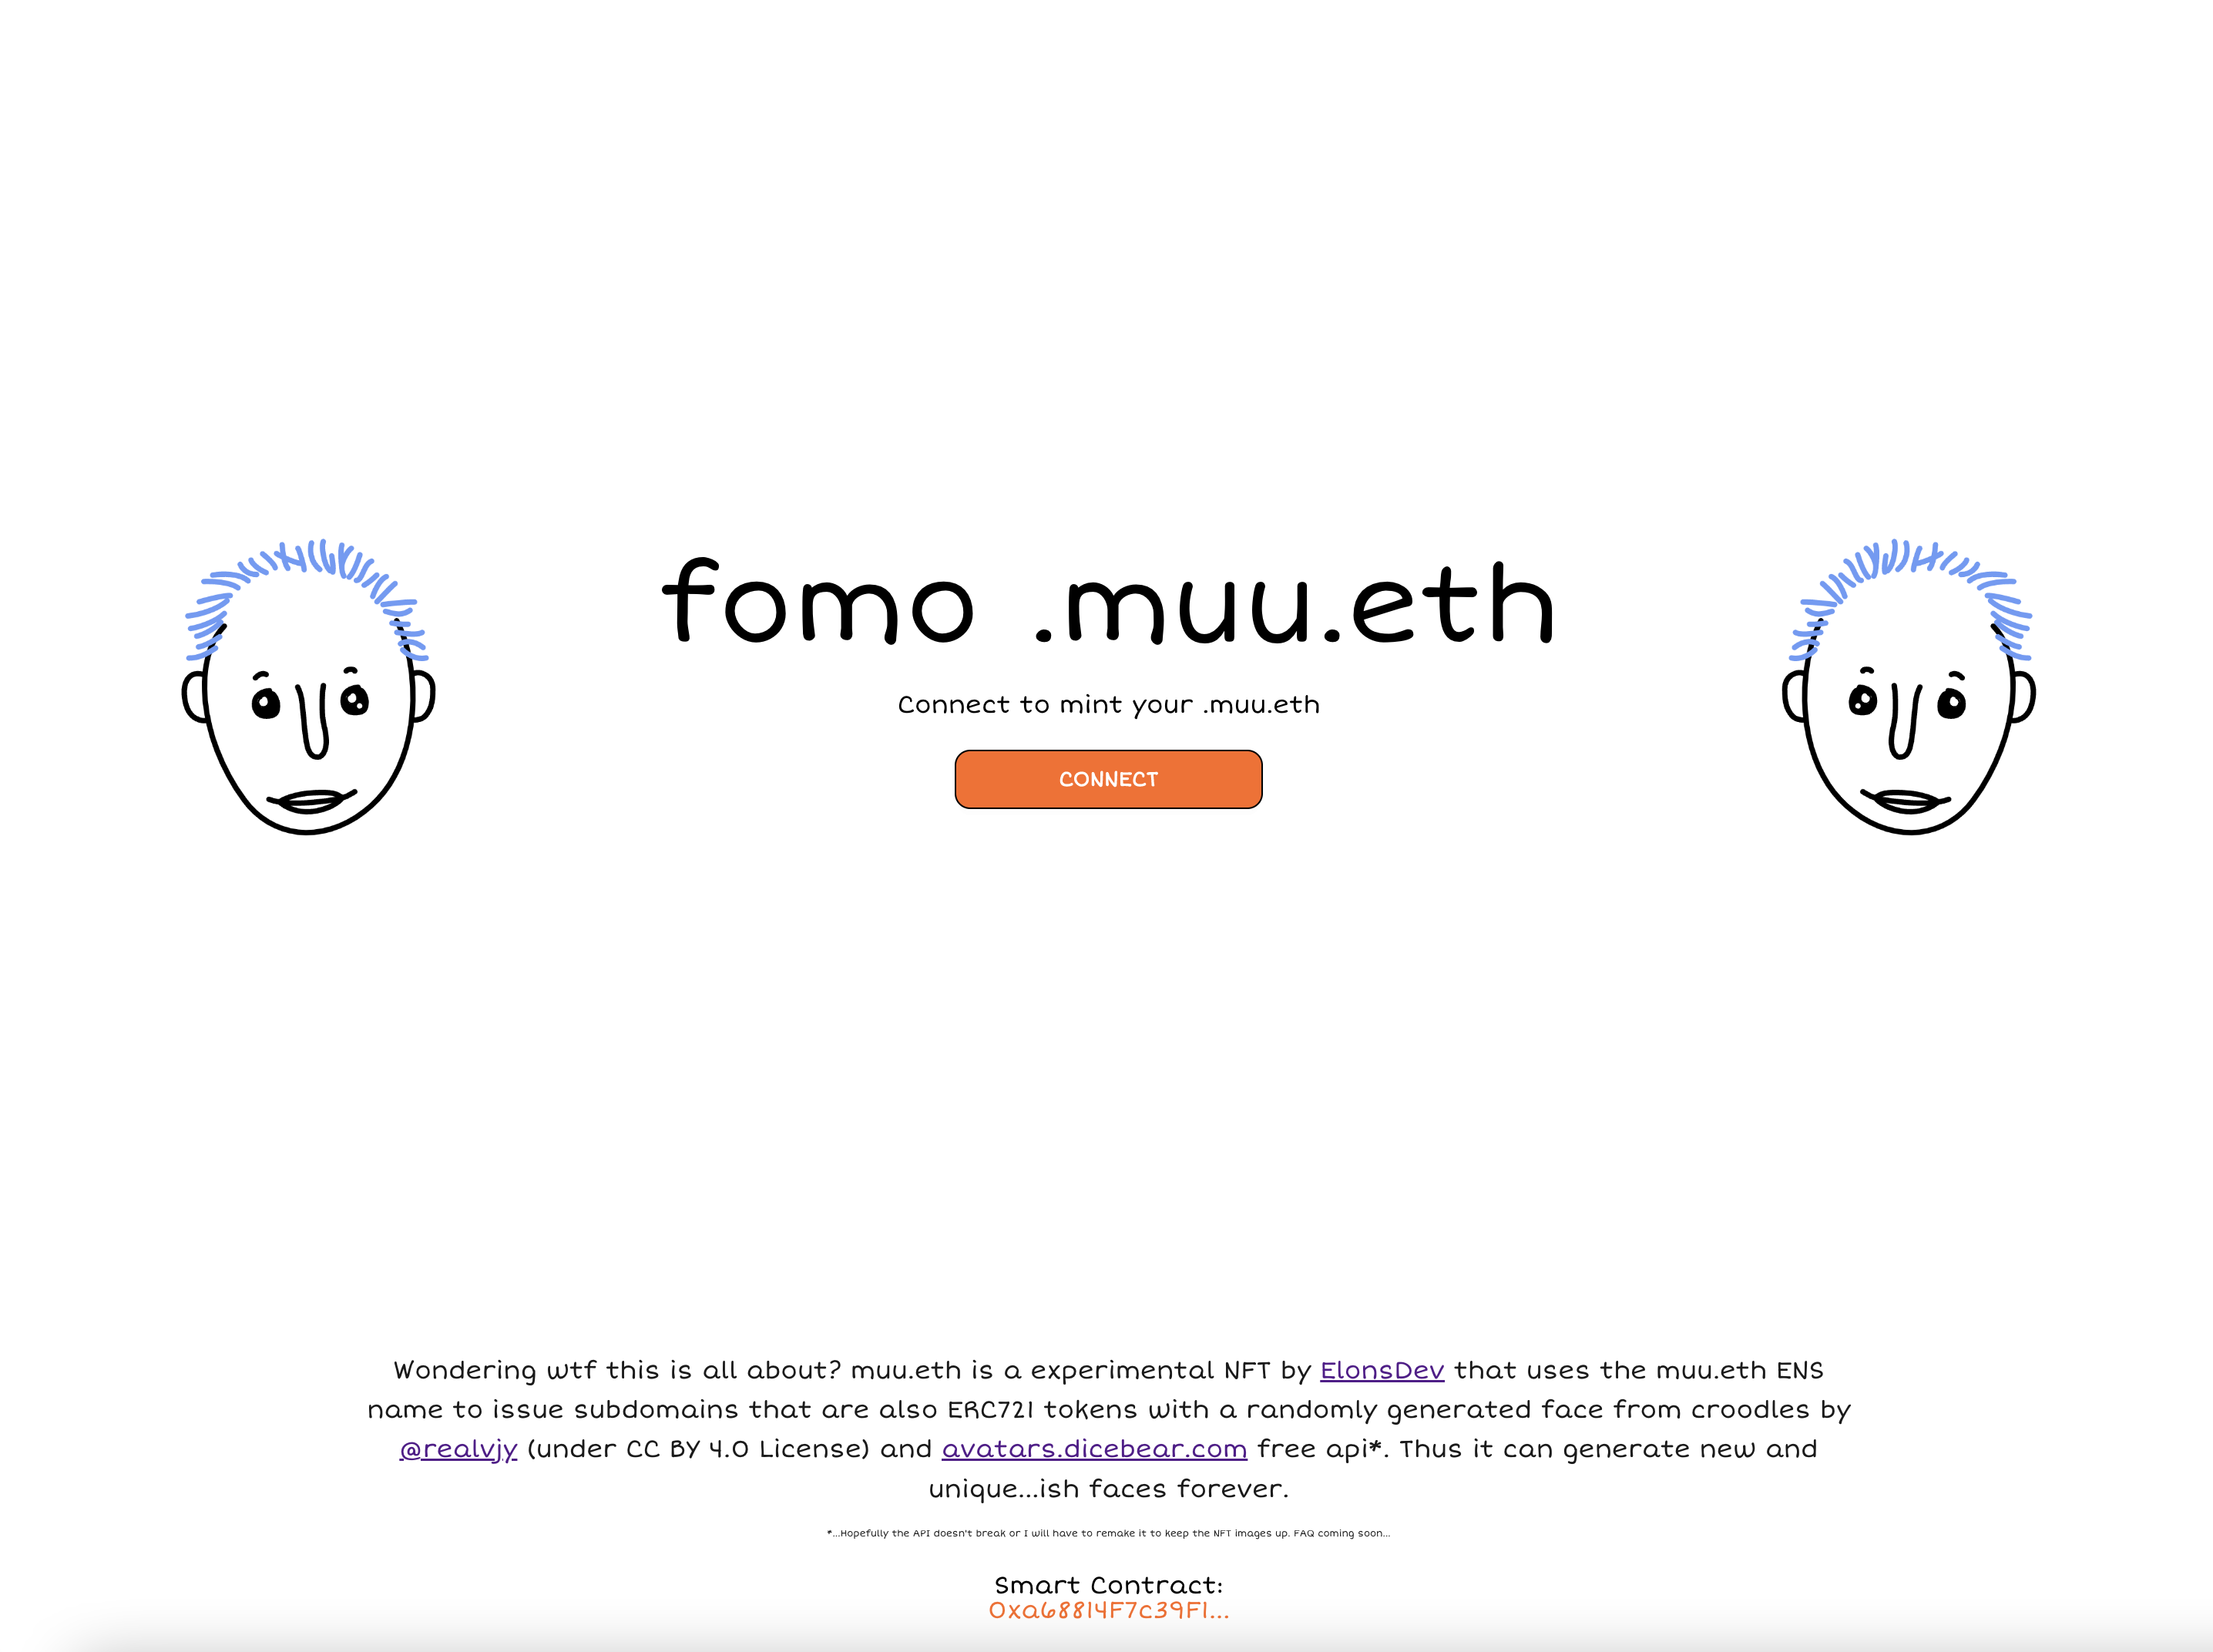 fomo .muu.eth
Connect to mint your .muu.eth
CONNECT
Wondering wtf this is all about? muu.eth is a experimental NFT by ElonsDev that uses the muu.eth ENS
name to issue subdomains that are also ERC721 tokens with a randomly generated face from croodles by
@realvjy (under CC BY 4.0 License) and avatars.dicebear.com free api*. Thus it can generate new and
unique...ish faces forever.
*...Hopefully the API doesn't break or I will have to remake it to keep the NFT images up. FAQ coming soon...
Smart Contract:
0xa68814F7c39F1...